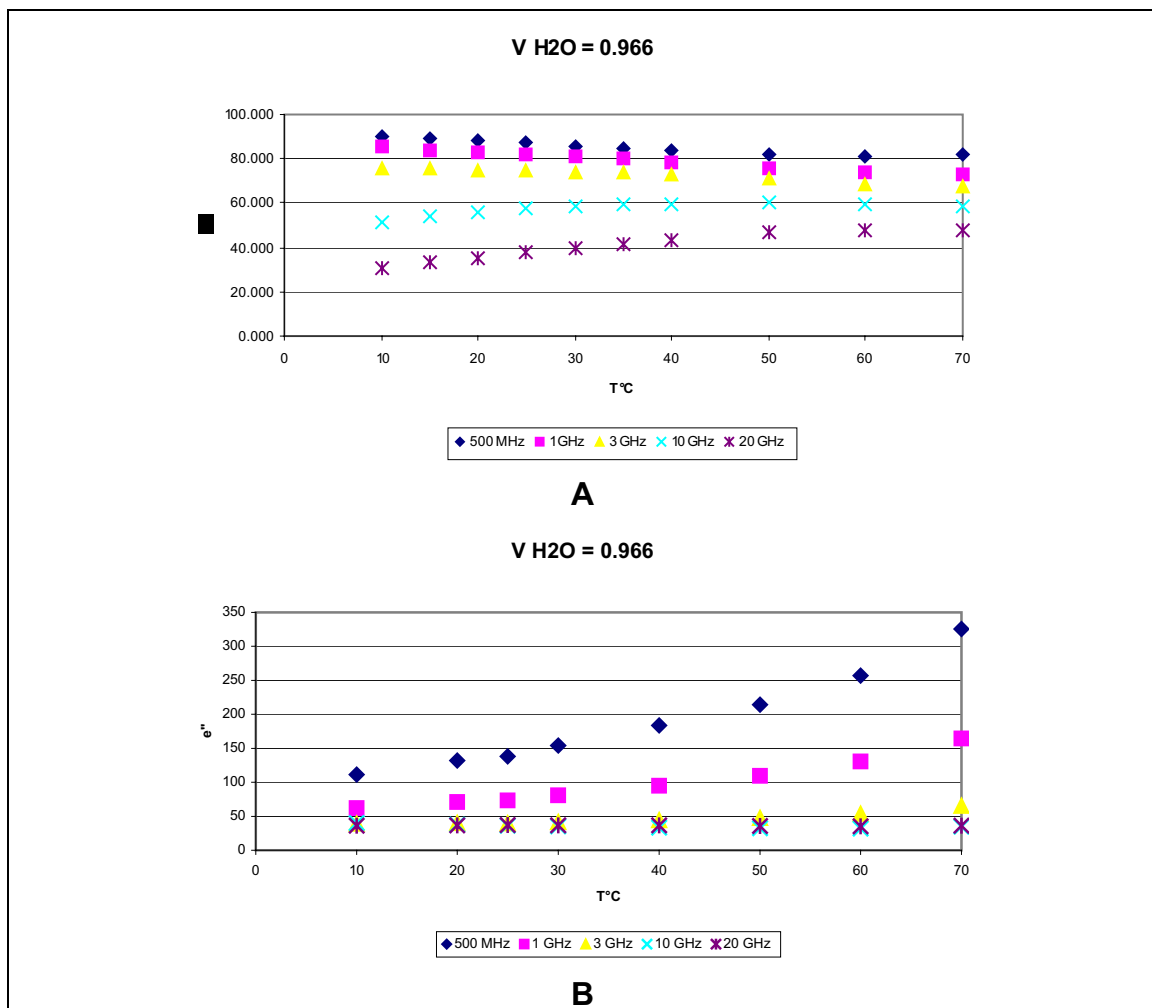 V H2O = 0.966
100.000
80.000
60.000
40.000
20.000
0.000
0 10 20 30 40 50 60 70
T°C
500 MHz 1GHz 3 GHz 10 GHz 20 GHz
A
V H2O = 0.966
350
300
250
200
150
100
50
0
e"
0 10 20 30 40 50 60 70
T°C
500 MHz 1 GHz 3 GHz 10 GHz 20 GHz
B